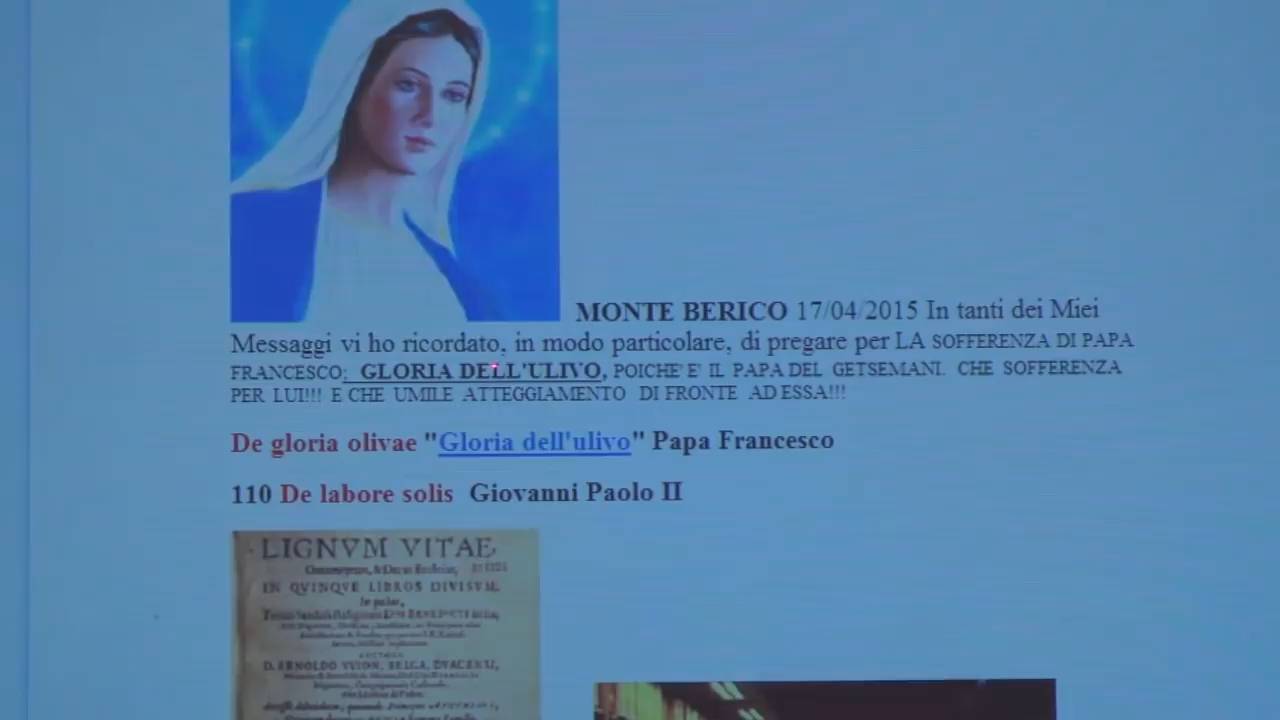 MONTE BERICO 17/04/2015 In tanti dei Miei
Messaggi vi ho ricordato, in modo particolare, di pregare per LA SOFFERENZA DI PAPA
FRANCESCO; GLORIA DELL'ULIVO, POICHE' E' IL PAPA DEL GETSEMANI. CHE SOFFERENZA
PER LUI!!! E CHE UMILE ATTEGGIAMENTO DI FRONTE AD ESSA!!!
De gloria olivae "Gloria dell'ulivo" Papa Francesco
110 De labore solis Giovanni Paolo II
LIGNVM VITAE
IN QVINQVE LIBROS DIVISVM,
D. ARNOLDO VVION, BELGA, DVACENSI,